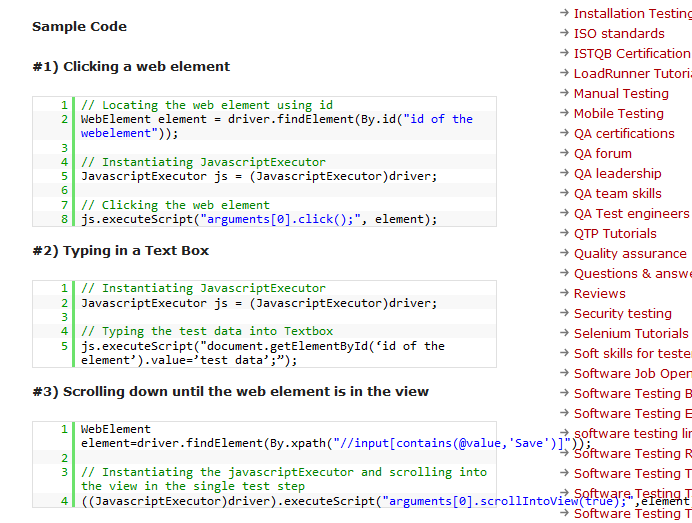 Sample Code
#1) Clicking a web element
1 // Locating the web element using id
2 WebElement element = driver.findElement(By.id("id of the
webelement"));
3
4 // Instantiating JavascriptExecutor
5 JavascriptExecutor js = (JavascriptExecutor)driver;
6
7 // Clicking the web element
8 js.executeScript("arguments[0].click();", element);
#2) Typing in a Text Box
1 // Instantiating JavascriptExecutor
2 JavascriptExecutor js = (JavascriptExecutor)driver;
3
4 // Typing the test data into Textbox
5 js.executeScript("document.getElementById(‘id of the
element’).value=’test data’;”);
#3) Scrolling down until the web element is in the view
1 WebElement
element=driver.findElement(By.xpath("//input[contains(@value,'Save')]"));
2
3 // Instantiating the javascriptExecutor and scrolling into
the view in the single test step
4 ((JavascriptExecutor)driver).executeScript("arguments[0].scrollIntoView(true);",element
Installation Testing
ISO standards
ISTQB Certification
LoadRunner Tutoria
Manual Testing
Mobile Testing
QA certifications
QA forum
QA leadership
QA team skills
QA Test engineers
QTP Tutorials
Quality assurance
Questions & answe
Reviews
Security testing
Selenium Tutorials
Soft skills for teste
Software Job Open
Software Testing B
Software Testing E
software testing lin
Software Testing R
Software Testing T
Software Testing T
Software Testing T